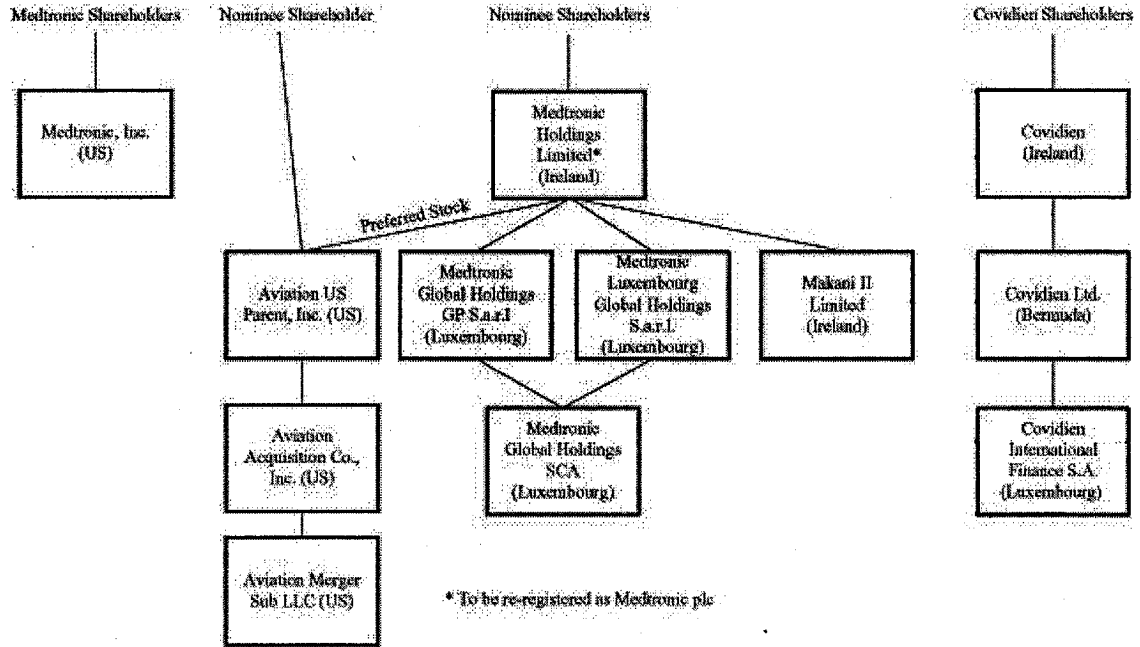 Medtronic Shareholders
Nominee Shareholder
Nominee Shareholders
Covidien Shareholders
Medtronic, Inc.
(US)
Medtronic
Holdings
Limited*
(Ireland)
Covidien
(Ireland)
Preferred Stock
Aviation US
Parent, Inc. (US)
Medtronic
Global Holdings
GP S.a.r.l
(Luxembourg)
Medtronic
Luxembourg
Global Holdings
S.a.r.l.
(Luxembourg)
Makani II
Limited
(Ireland)
Covidien Ltd.
(Bermuda)
Aviation
Acquisition Co.,
Inc. (US)
Medtronic
Global Holdings
SCA
(Luxembourg)
Covidien
International
Finance S.A.
(Luxembourg)
Aviation Merger
Sub LLC (US)
* To be re-registered as Medtronic plc